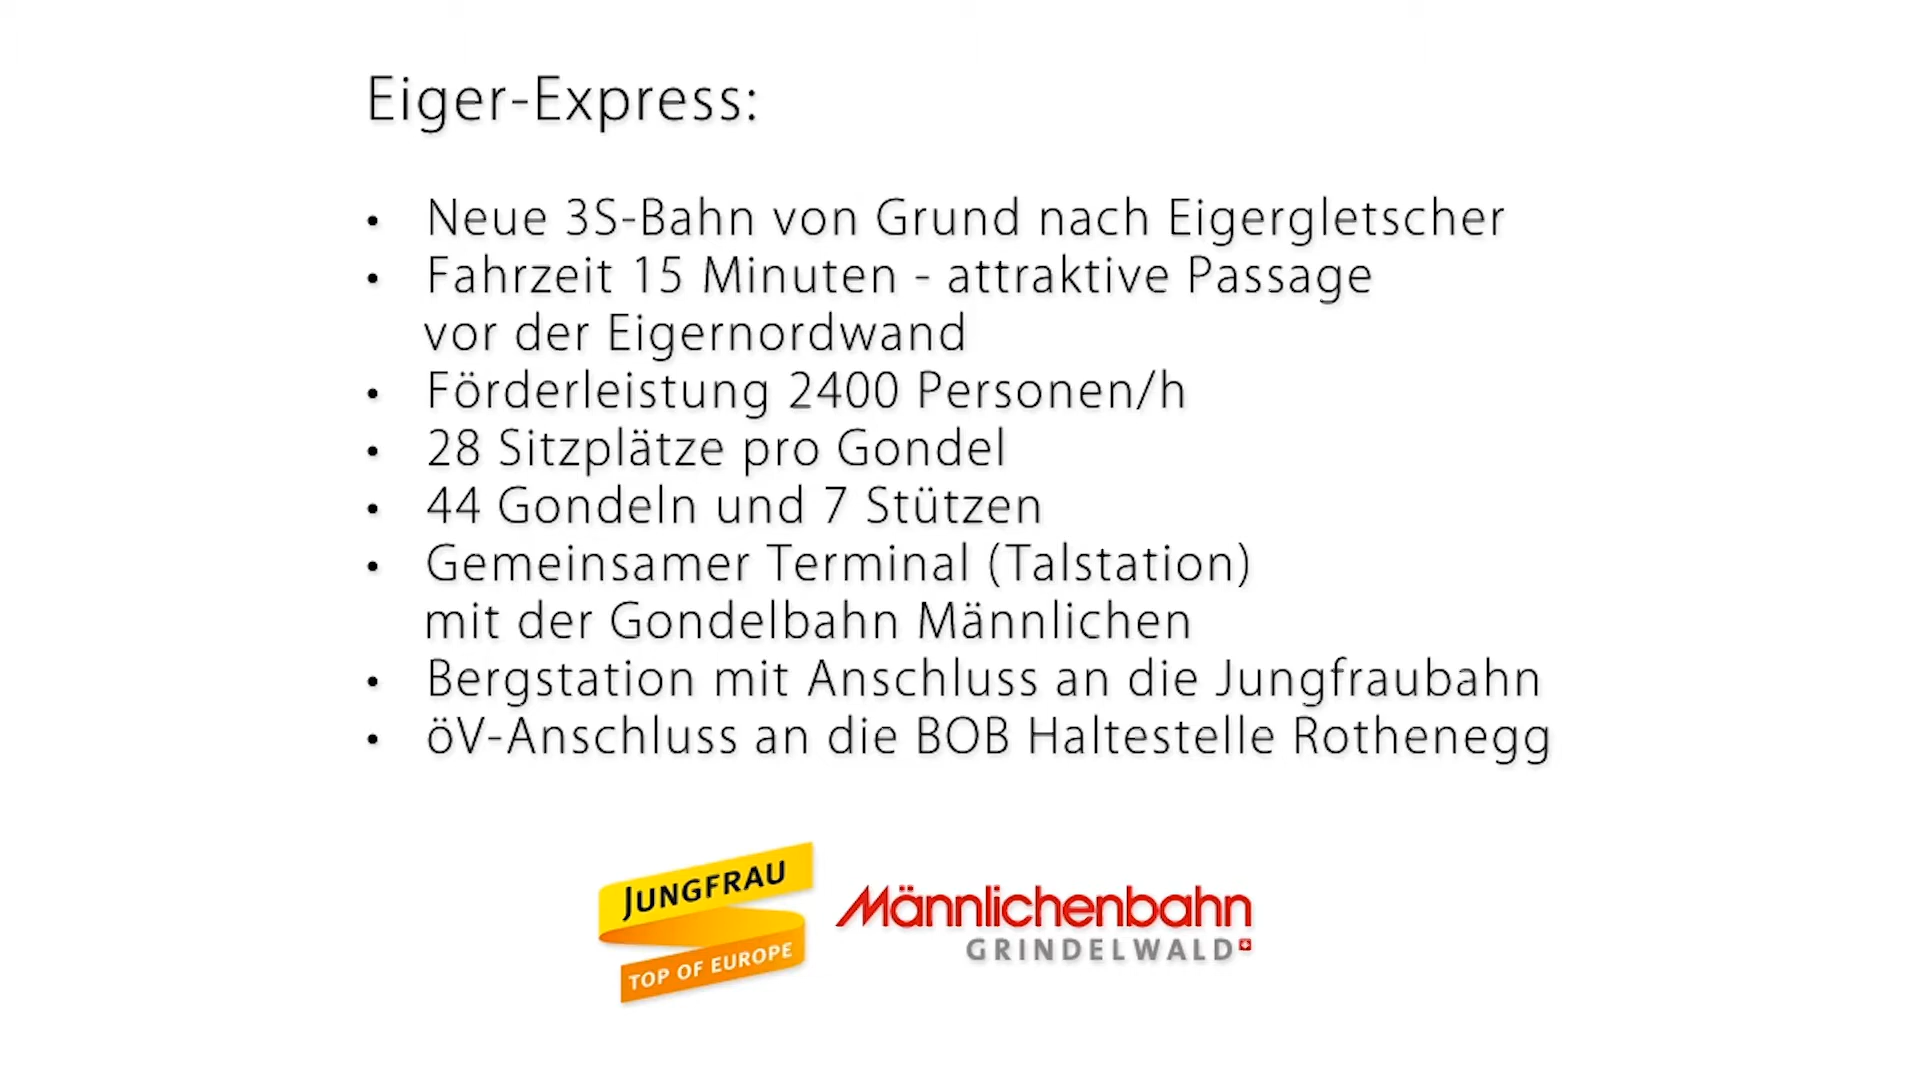 Eiger-Express:
• Neue 3S-Bahn von Grund nach Eigergletscher
• Fahrzeit 15 Minuten - attraktive Passage
vor der Eigernordwand
• Förderleistung 2400 Personen/h
• 28 Sitzplätze pro Gondel
• 44 Gondeln und 7 Stützen
• Gemeinsamer Terminal (Talstation)
mit der Gondelbahn Männlichen
• Bergstation mit Anschluss an die Jungfraubahn
• öV-Anschluss an die BOB Haltestelle Rothenegg
JUNGFRAU
TOP OF EUROPE
Männlichenbahn
GRINDELWALD